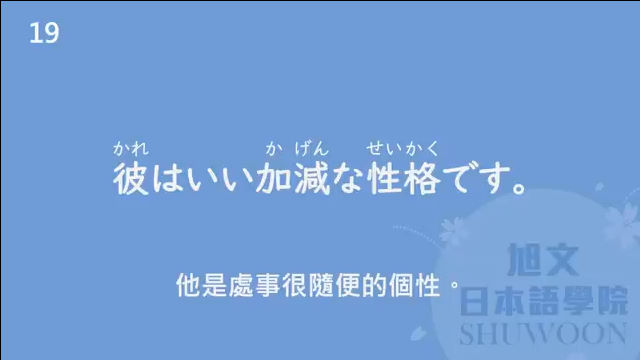 19
かれ か げん せいかく
彼はいい加減な性格です。
他是處事很隨便的個性。
旭文
日本語學院
SHUWOON